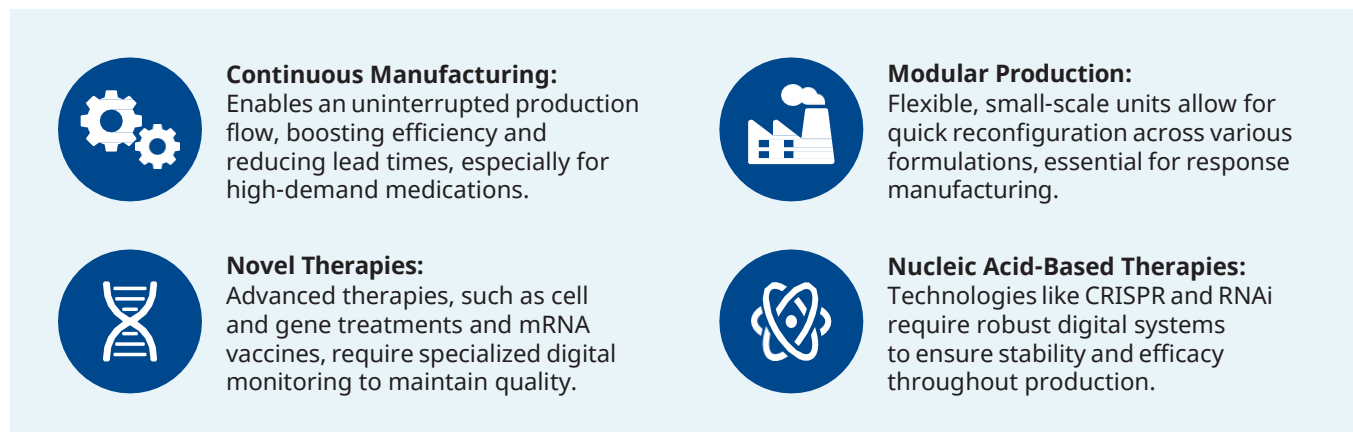 Continuous Manufacturing:
Enables an uninterrupted production
flow, boosting efficiency and
reducing lead times, especially for
high-demand medications.
Modular Production:
Flexible, small-scale units allow for
quick reconfiguration across various
formulations, essential for response
manufacturing.
Novel Therapies:
Advanced therapies, such as cell
and gene treatments and mRNA
vaccines, require specialized digital
monitoring to maintain quality.
Nucleic Acid-Based Therapies:
Technologies like CRISPR and RNAi
require robust digital systems
to ensure stability and efficacy
throughout production.